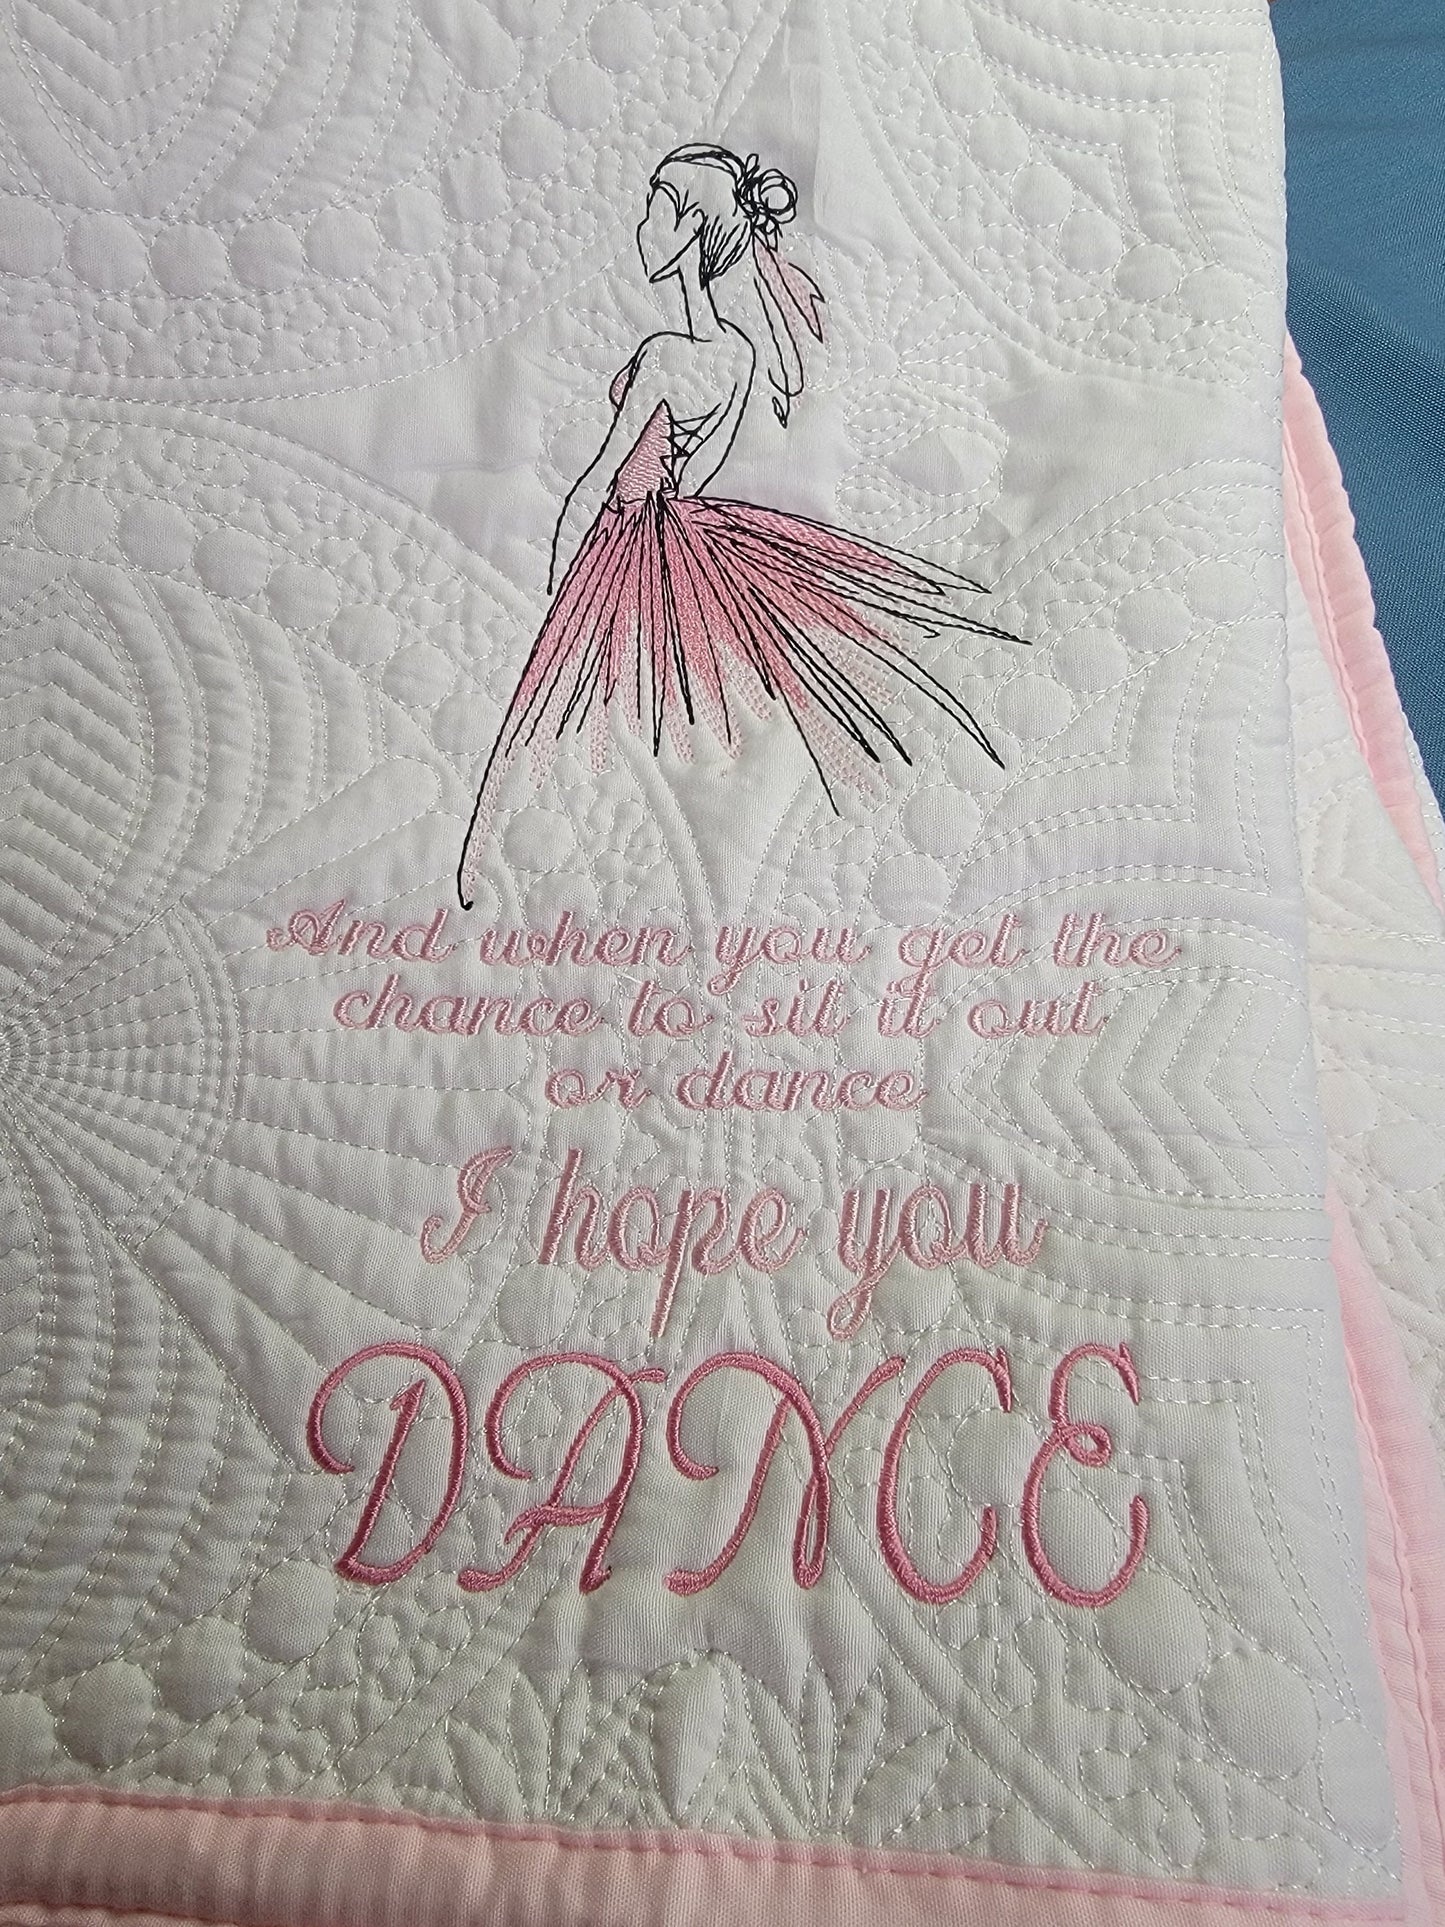 And when you get the
chance to sit it out
or dance
I hope you
DANCE